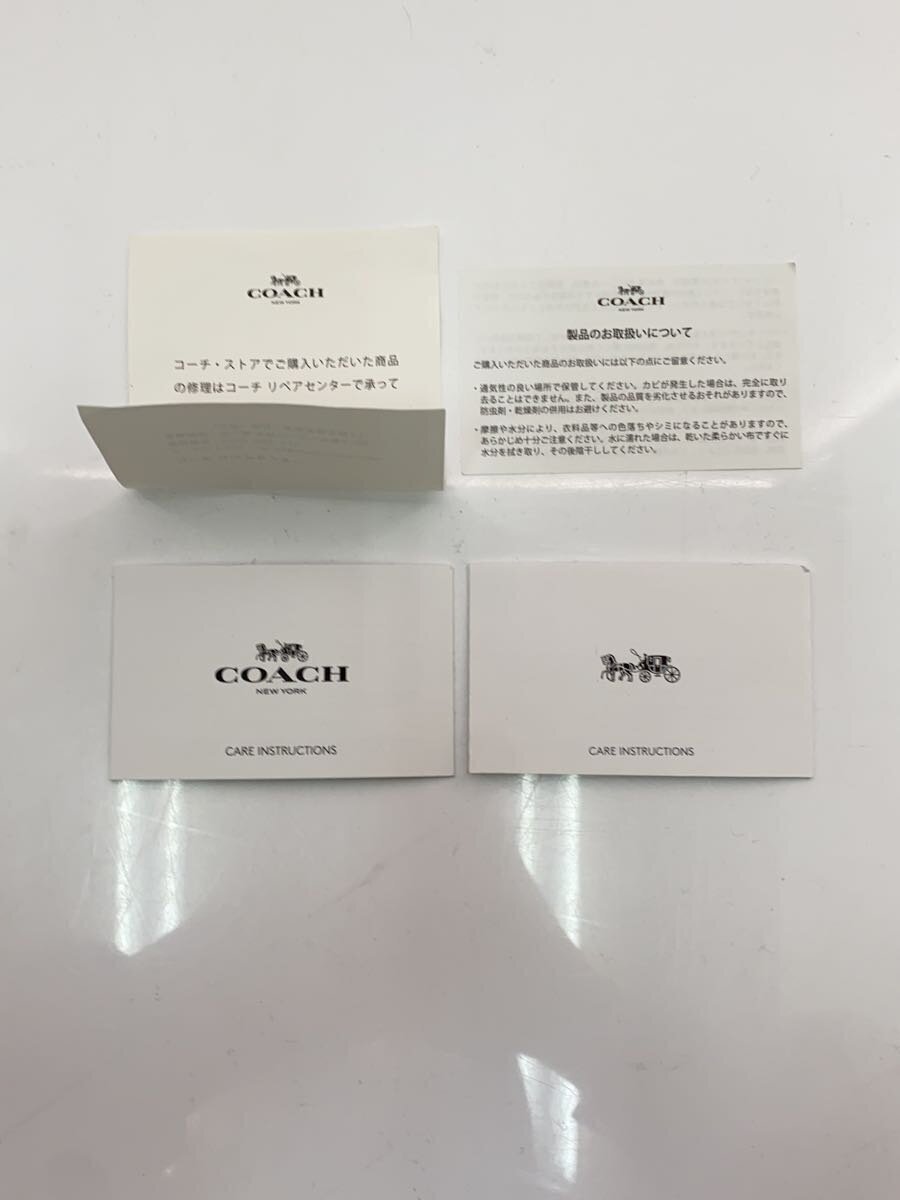 COACH
NEW YORK
コーチ・ストアでご購入いただいた商品
の修理はコーチ リペアセンターで承って
COACH
NEW YORK
製品のお取扱いについて
ご購入いただいた商品のお取扱いには以下の点にご留意ください。
・通気性の良い場所で保管してください。カビが発生した場合は、完全に取り
去ることはできません。また、製品の品質を劣化させるおそれがありますので、
防虫剤・乾燥剤の併用はお避けください。
・摩擦や水分により、衣料品等への色落ちやシミになることがありますので、
あらかじめ十分ご注意ください。水に濡れた場合は、乾いた柔らかい布ですぐに
水分を拭き取り、その後陰干ししてください。
COACH
NEW YORK
CARE INSTRUCTIONS
CARE INSTRUCTIONS